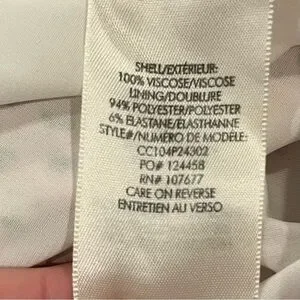 SHELL/EXTÉRIEUR:
100% VISCOSE/VISCOSE
LINING/DOUBLURE
94% POLYESTER/POLYESTER
6% ELASTANE/ÉLASTHANNE
STYLE#/NUMÉRO DE MODÈLE:
CC104P24302
PO# 124458
RN# 107677
CARE ON REVERSE
ENTRETIEN AU VERSO